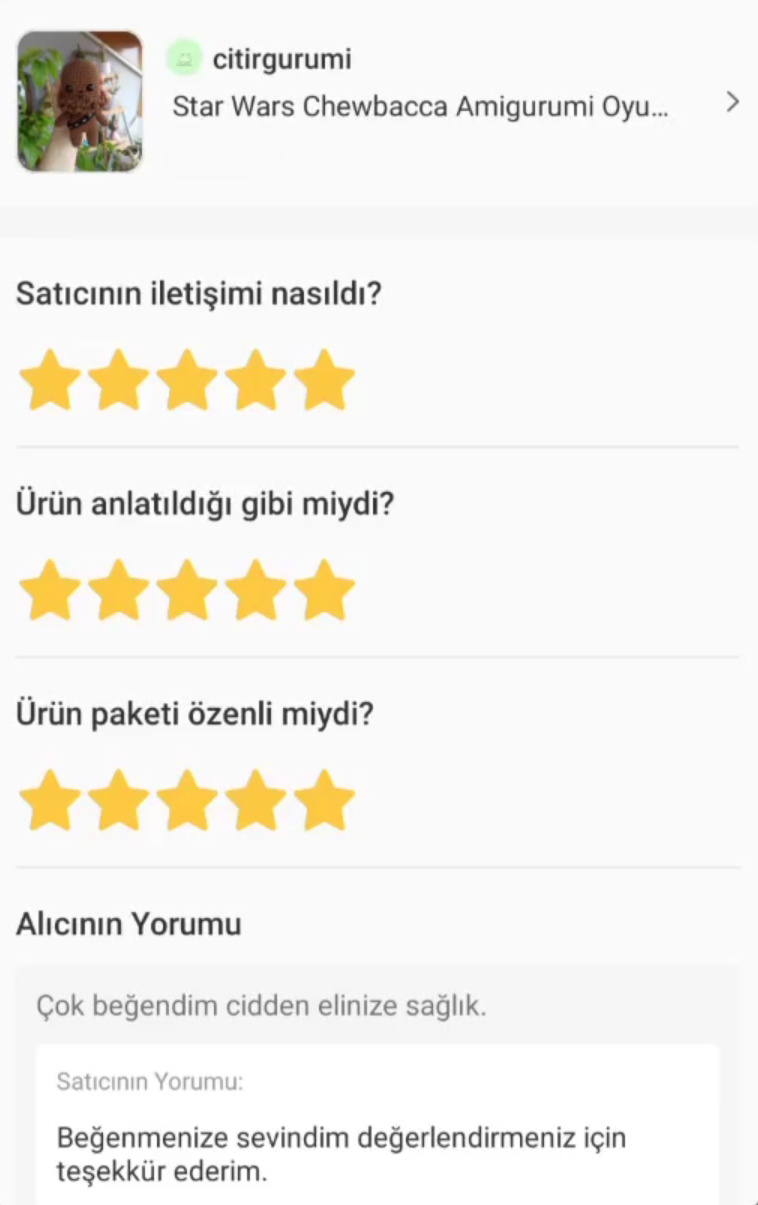 citirgurumi
Star Wars Chewbacca Amigurumi Oyu...
Satıcının iletişimi nasıldı?
Ürün anlatıldığı gibi miydi?
Ürün paketi özenli miydi?
Alıcının Yorumu
Çok beğendim cidden elinize sağlık.
Satıcının Yorumu:
Beğenmenize sevindim değerlendirmeniz için
teşekkür ederim.